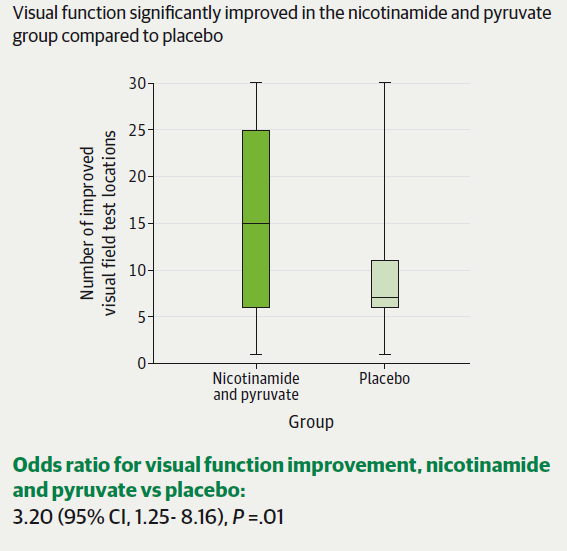 Visual function significantly improved in the nicotinamide and pyruvate
group compared to placebo
Number of improved
visual field test locations
30
25
20
15
10
5
0
Nicotinamide
and pyruvate
Placebo
Group
Odds ratio for visual function improvement, nicotinamide
and pyruvate vs placebo:
3.20 (95% CI, 1.25- 8.16), P =.01